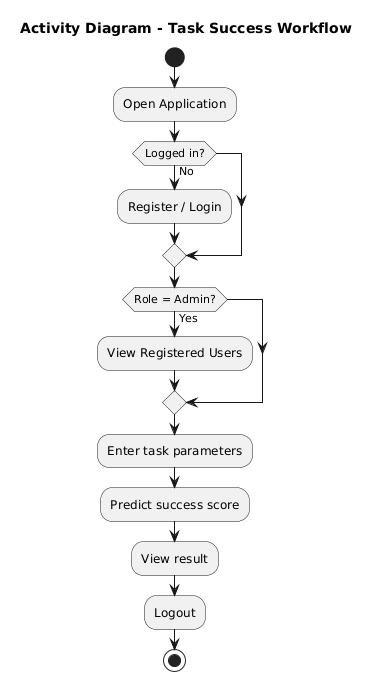 Activity Diagram - Task Success Workflow
Open Application
Logged in?
No
Register / Login
Role = Admin?
Yes
View Registered Users
Enter task parameters
Predict success score
View result
Logout